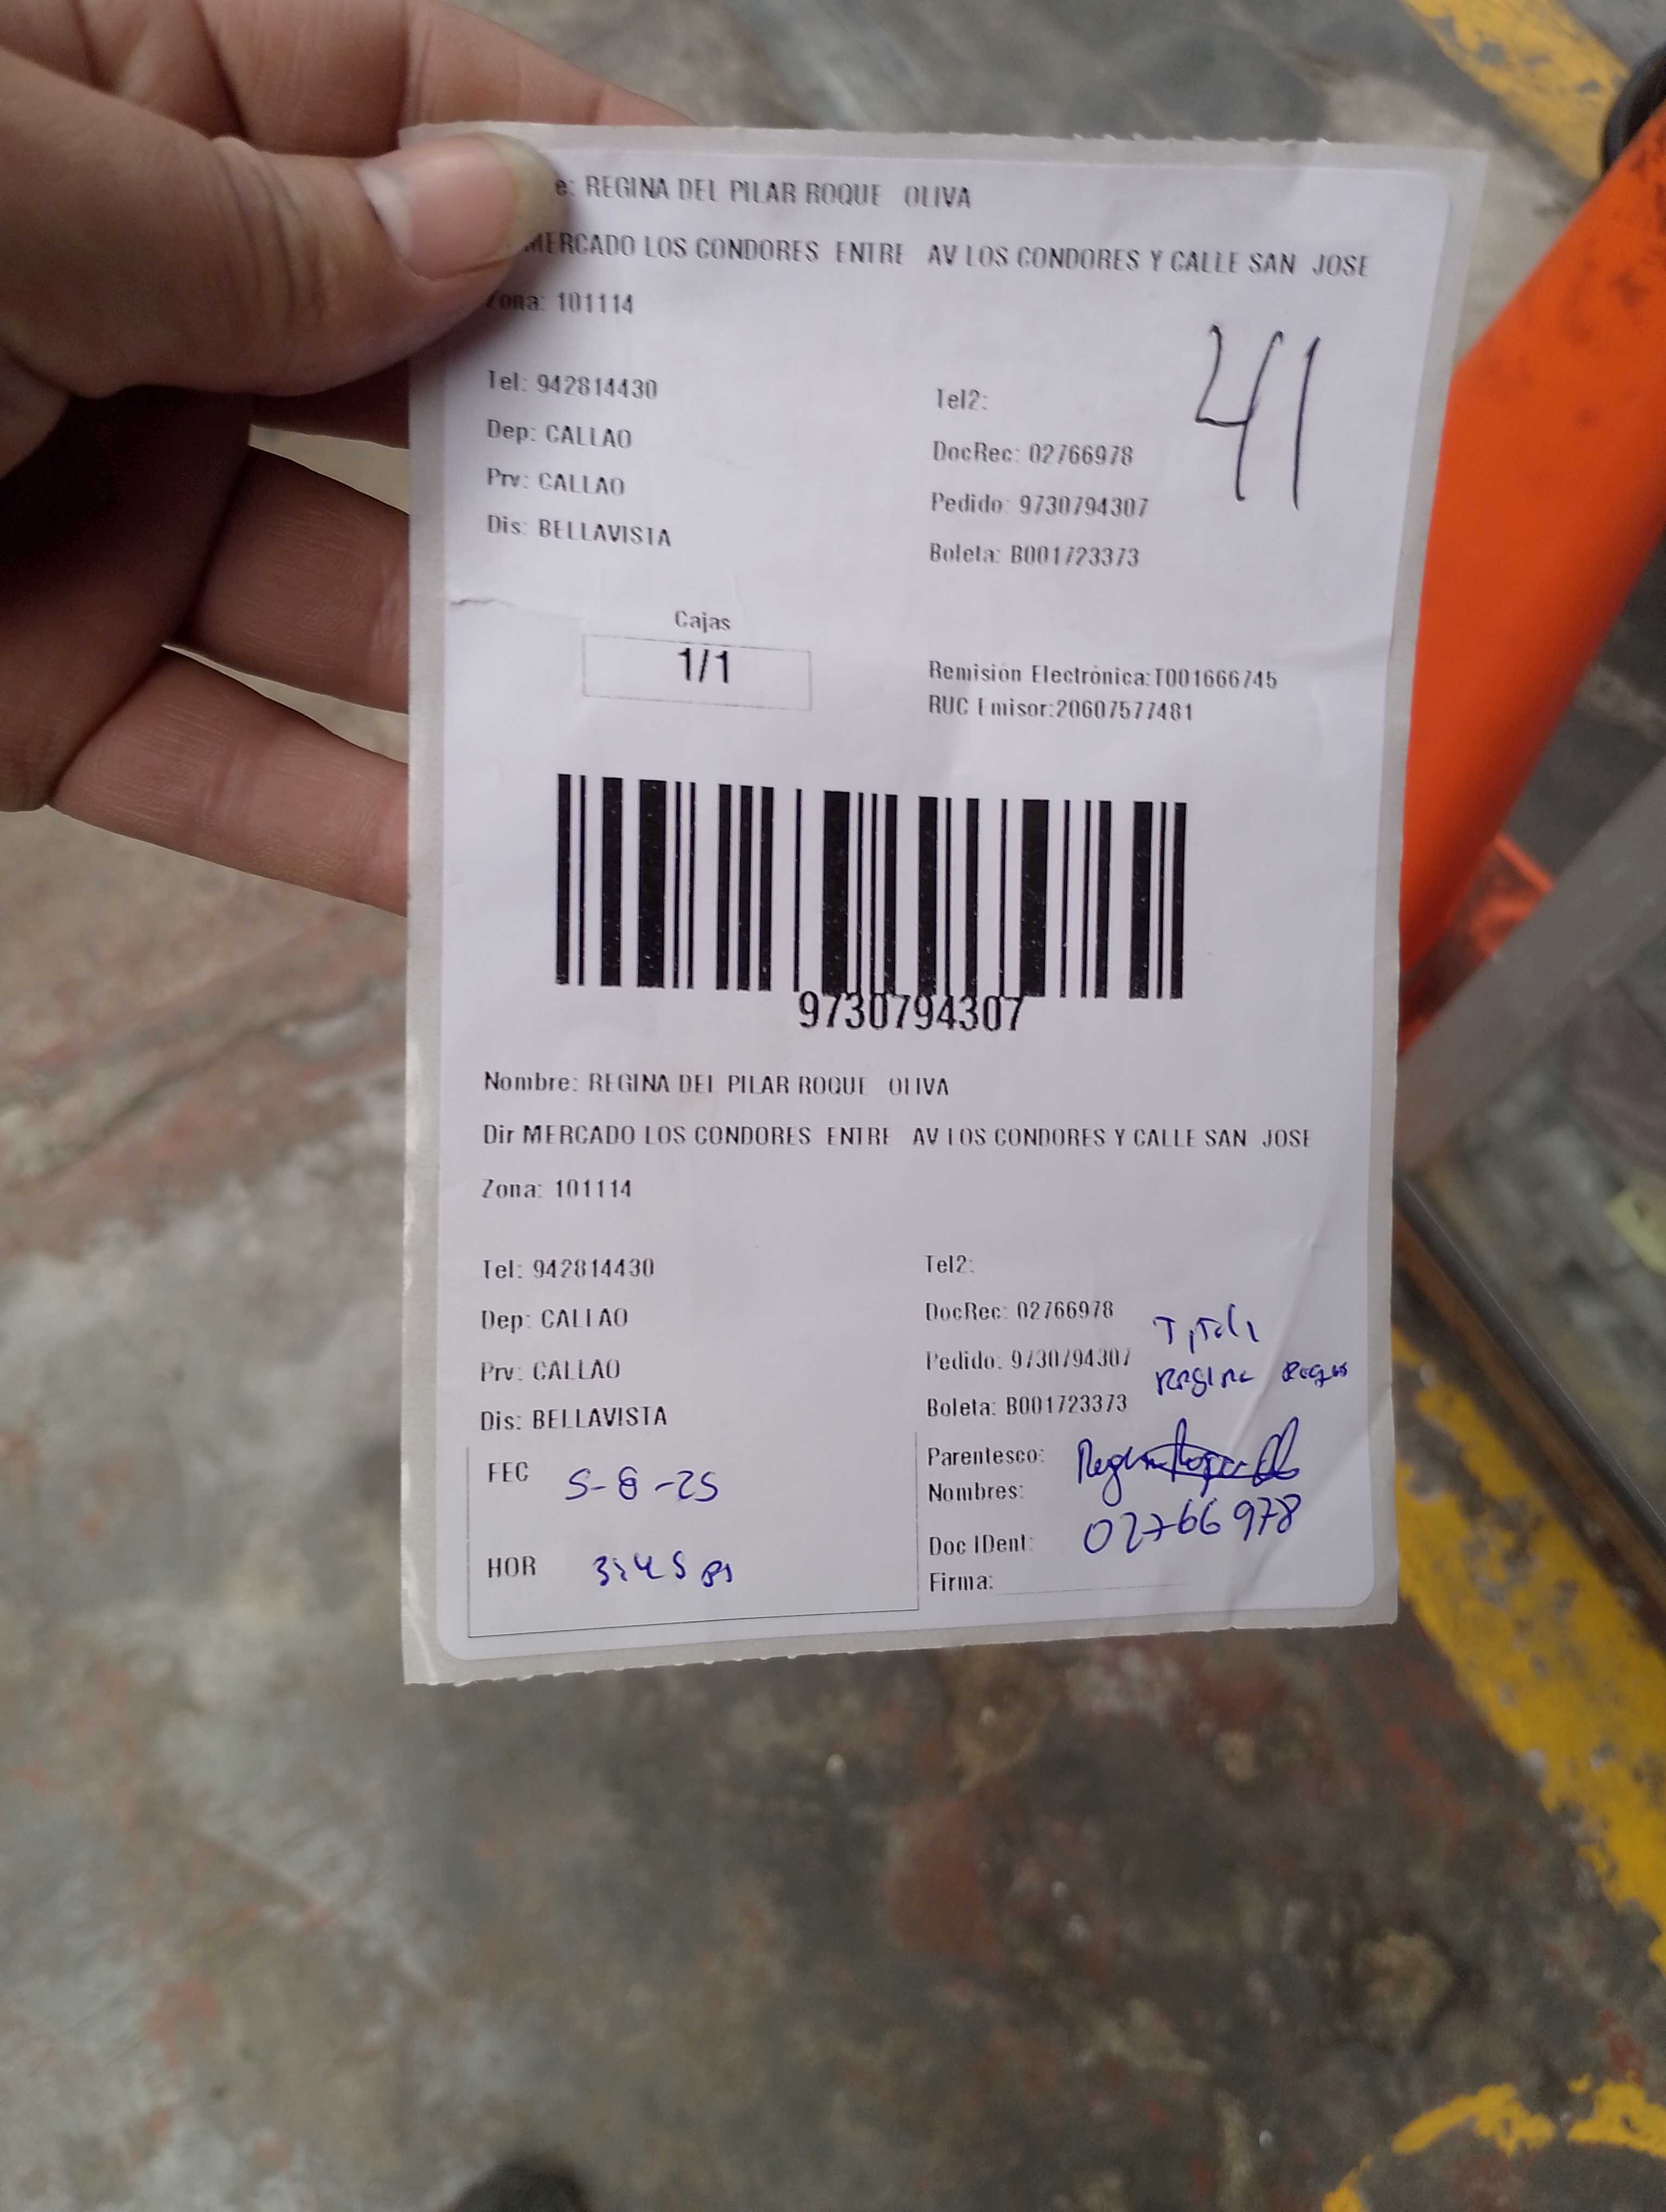 e: REGINA DEL PILAR ROQUE OLIVA
MERCADO LOS CONDORES ENTRE AV LOS CONDORES Y CALLE SAN JOSE
Zona: 101114
41
Tel: 942814430
Tel2:
Dep: CALLAO
DocRec: 02766978
Prv: CALLAO
Pedido: 9730794307
Dis: BELLAVISTA
Boleta: B001723373
Cajas
1/1
Remisión Electrónica:T001666745
RUC Emisor:20607577481
9730794307
Nombre: REGINA DEL PILAR ROQUE OLIVA
Dir MERCADO LOS CONDORES ENTRE AV LOS CONDORES Y CALLE SAN JOSE
Zona: 101114
Tel: 942814430
Tel2:
Dep: CALLAO
DocRec: 02766978
Prv: CALLAO
Pedido: 9730794307
Regina
Dis: BELLAVISTA
Boleta: B001723373
FEC 5-8-25
Parentesco:
Nombres:
HOR 3:45
Doc IDent: 02766978
Firma: